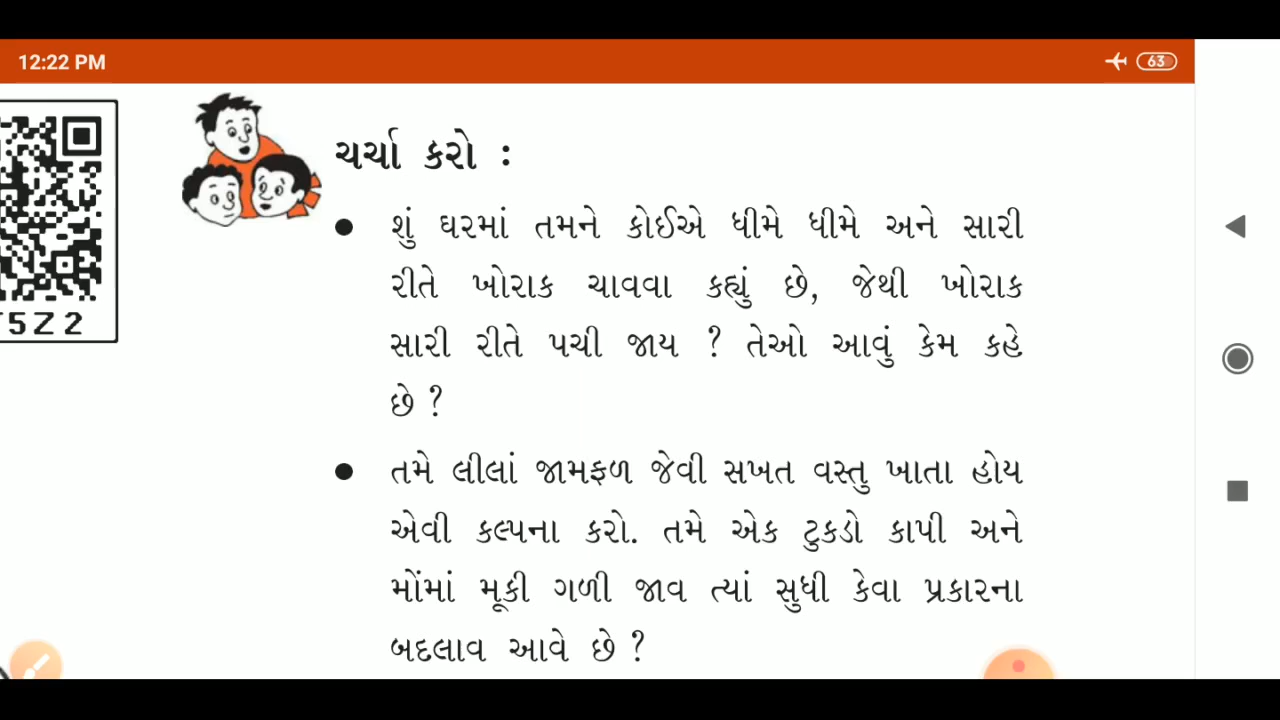 12:22 PM
63
T5Z2
ચર્ચા કરો :
● શું ઘરમાં તમને કોઈએ ધીમે ધીમે અને સારી
રીતે ખોરાક ચાવવા કહ્યું છે, જેથી ખોરાક
સારી રીતે પચી જાય ? તેઓ આવું કેમ કહે
છે ?
● તમે લીલાં જામફળ જેવી સખત વસ્તુ ખાતા હોય
એવી કલ્પના કરો. તમે એક ટુકડો કાપી અને
મોંમાં મૂકી ગળી જાવ ત્યાં સુધી કેવા પ્રકારના
બદલાવ આવે છે ?